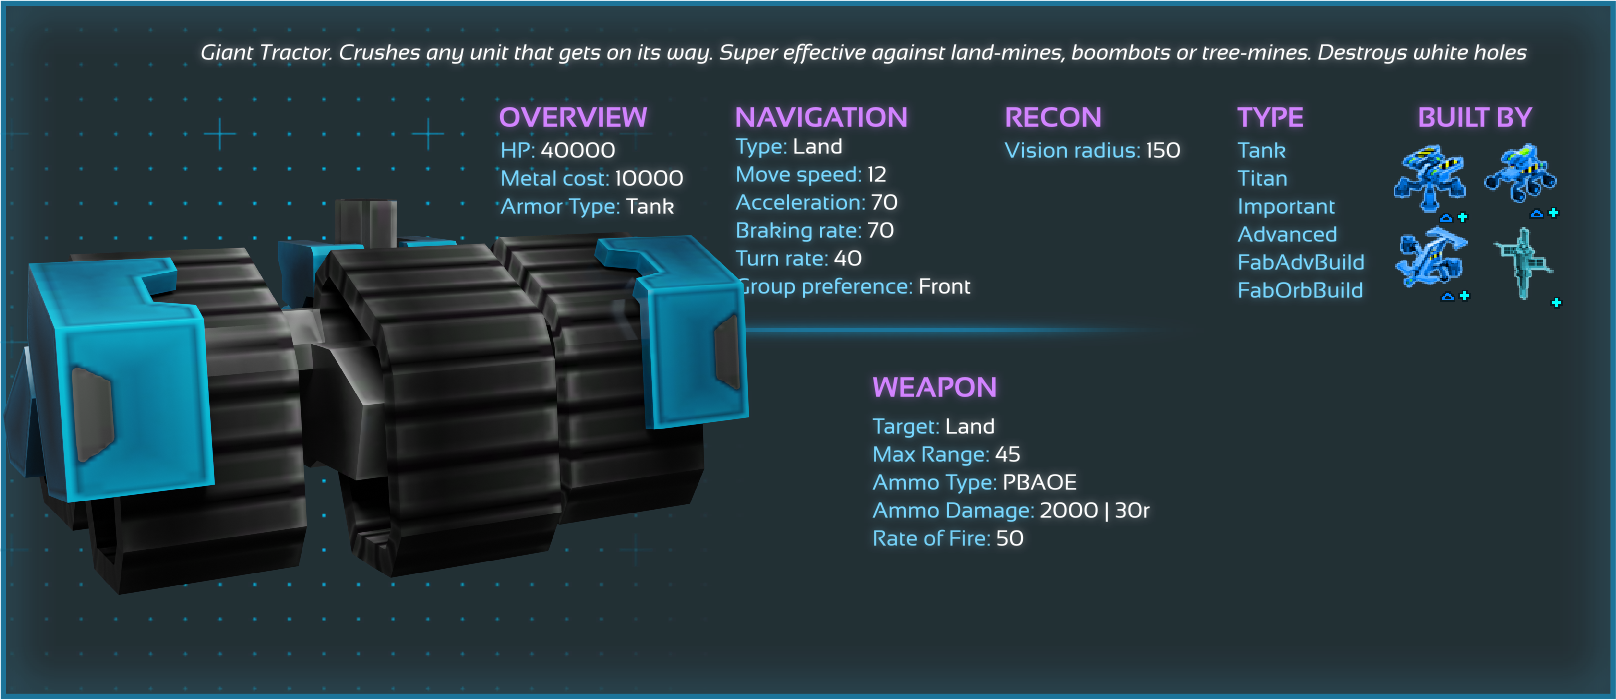 Giant Tractor. Crushes any unit that gets on its way. Super effective against land-mines, boombots or tree-mines. Destroys white holes
OVERVIEW
HP: 40000
Metal cost: 10000
Armor Type: Tank
NAVIGATION
Type: Land
Move speed: 12
Acceleration: 70
Braking rate: 70
Turn rate: 40
Group preference: Front
RECON
Vision radius: 150
TYPE
Tank
Titan
Important
Advanced
FabAdvBuild
FabOrbBuild
BUILT BY
WEAPON
Target: Land
Max Range: 45
Ammo Type: PBAOE
Ammo Damage: 2000 | 30r
Rate of Fire: 50